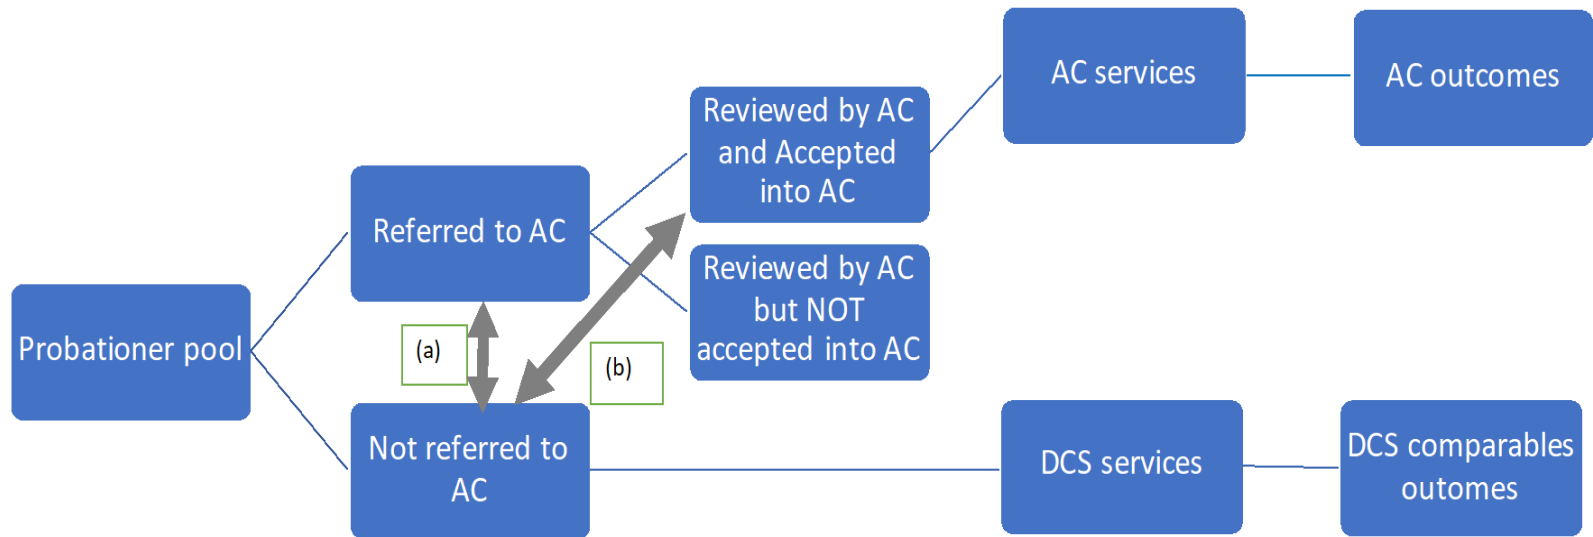 Probationer pool
Referred to AC
Not referred to
AC
(a)
(b)
Reviewed by AC
and Accepted
into AC
Reviewed by AC
but NOT
accepted into AC
AC services
AC outcomes
DCS services
DCS comparables
outomes